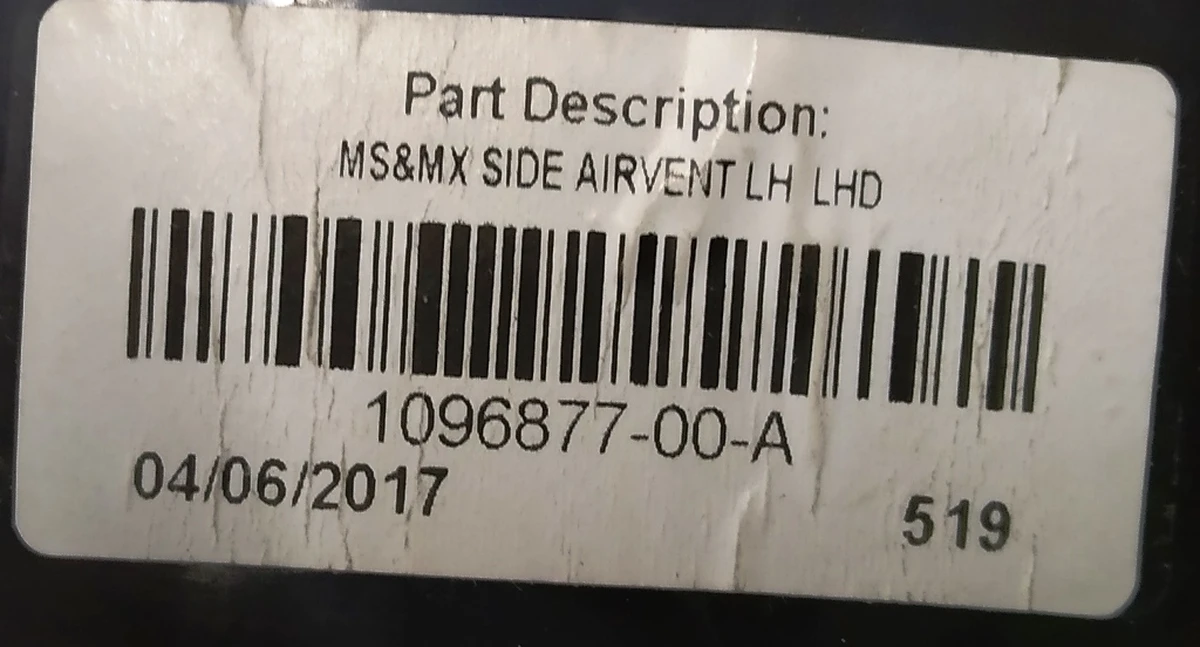 Part Description:
MS&MX SIDE AIRVENT LH LHD
1096877-00-A
04/06/2017
519